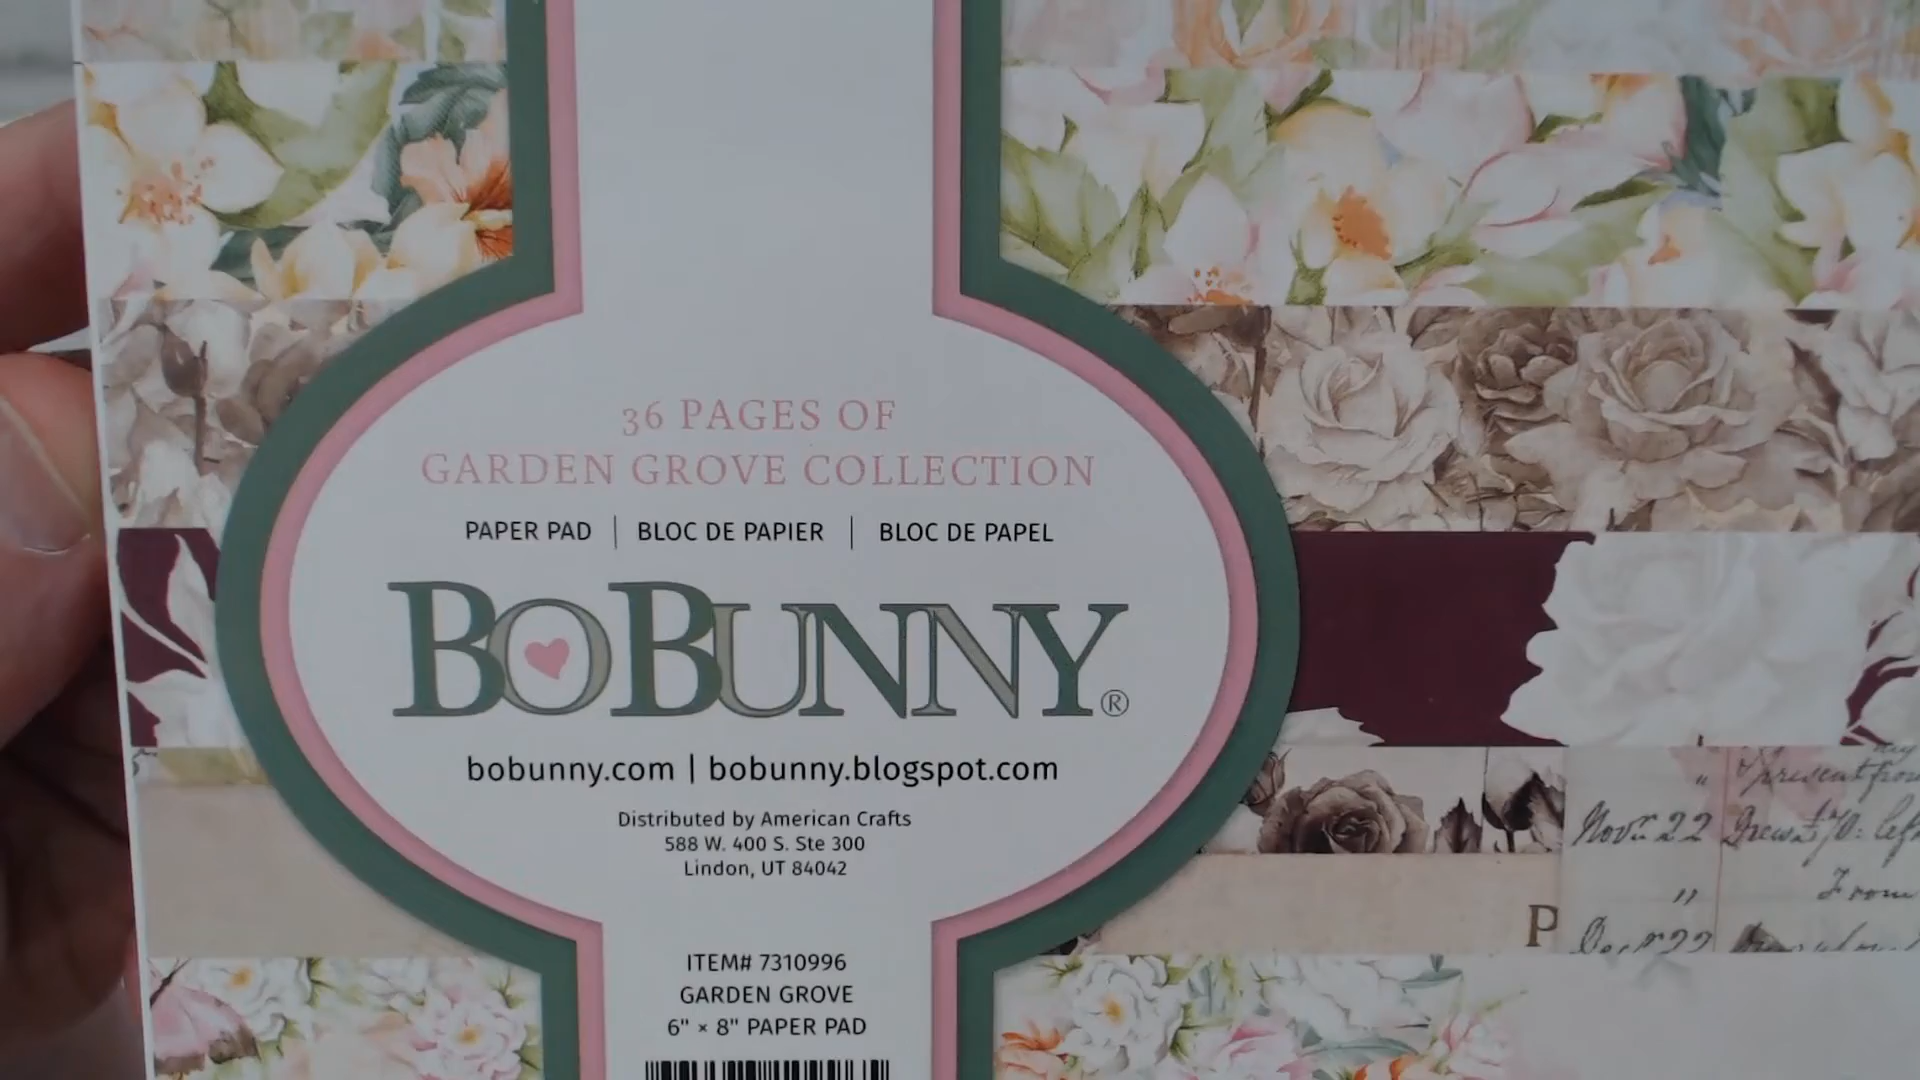 36 PAGES OF
GARDEN GROVE COLLECTION
PAPER PAD | BLOC DE PAPIER | BLOC DE PAPEL
BOBUNNY®
bobunny.com | bobunny.blogspot.com
Distributed by American Crafts
588 W. 400 S. Ste 300
Lindon, UT 84042
ITEM# 7310996
GARDEN GROVE
6" × 8" PAPER PAD
Novr 22
From
P